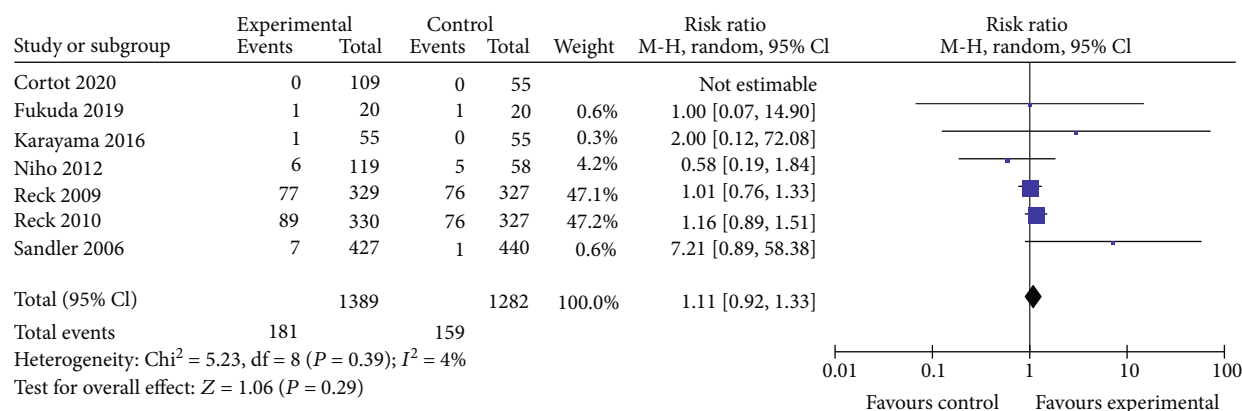 Experimental Control Risk ratio Risk ratio
Study or subgroup Events Total Events Total Weight M-H, random, 95% Cl M-H, random, 95% Cl
Cortot 2020 0 109 0 55 Not estimable
Fukuda 2019 1 20 1 20 0.6% 1.00 [0.07, 14.90]
Karayama 2016 1 55 0 55 0.3% 2.00 [0.12, 72.08]
Niho 2012 6 119 5 58 4.2% 0.58 [0.19, 1.84]
Reck 2009 77 329 76 327 47.1% 1.01 [0.76, 1.33]
Reck 2010 89 330 76 327 47.2% 1.16 [0.89, 1.51]
Sandler 2006 7 427 1 440 0.6% 7.21 [0.89, 58.38]
Total (95% Cl) 1389 1282 100.0% 1.11 [0.92, 1.33]
Total events 181 159
Heterogeneity: Chi² = 5.23, df = 8 (P = 0.39); I² = 4%
Test for overall effect: Z = 1.06 (P = 0.29)
0.01 0.1 1 10 100
Favours control Favours experimental